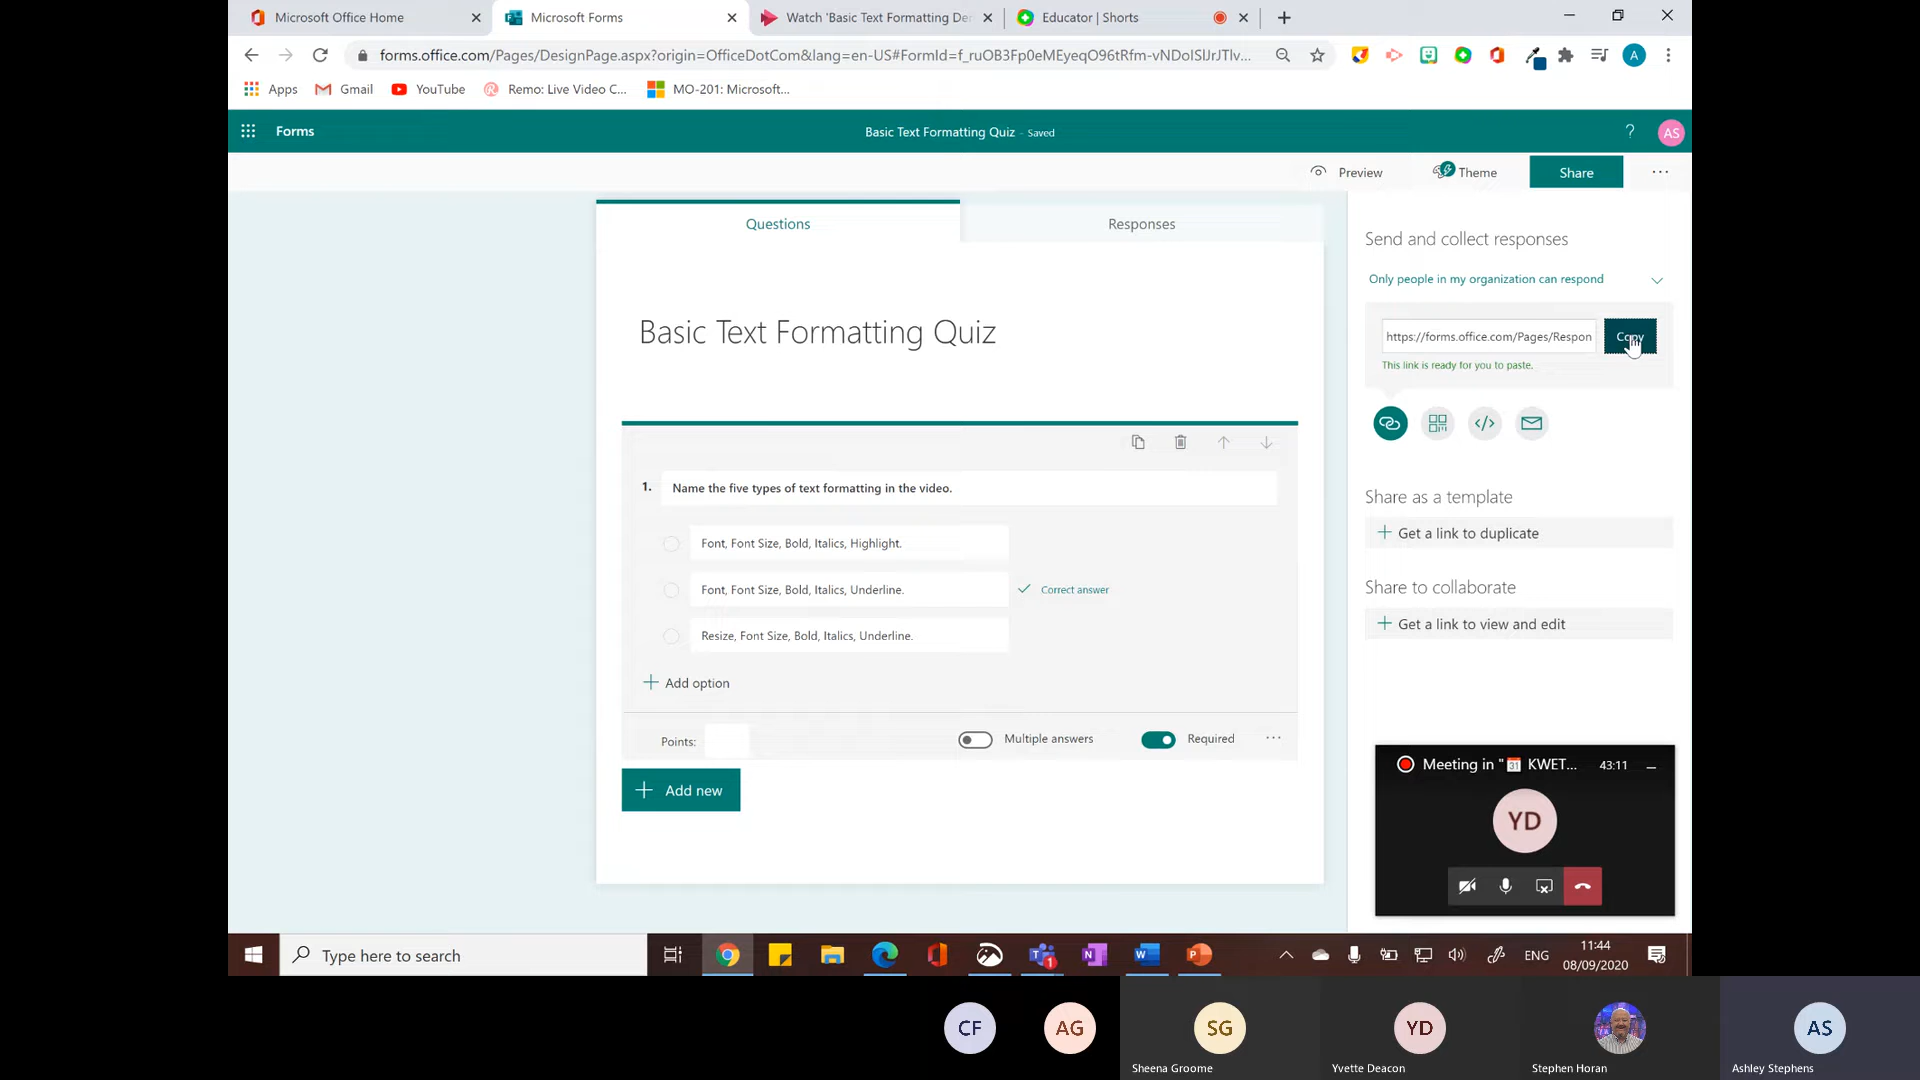 Microsoft Office Home
Microsoft Forms
Watch 'Basic Text Formatting De
Educator | Shorts
forms.office.com/Pages/DesignPage.aspx?origin=OfficeDotCom&lang=en-US#FormId=f_ruOB3Fp0eMEyeqO96tRfm-vNDoISlJrJTlv...
Apps
Gmail
YouTube
Remo: Live Video C...
MO-201: Microsoft...
A
Forms
Basic Text Formatting Quiz - Saved
?
AS
Preview
Theme
Share
Questions
Responses
Send and collect responses
Only people in my organization can respond
https://forms.office.com/Pages/Respon
Copy
This link is ready for you to paste.
Basic Text Formatting Quiz
1. Name the five types of text formatting in the video.
Font, Font Size, Bold, Italics, Highlight.
Font, Font Size, Bold, Italics, Underline.
Correct answer
Resize, Font Size, Bold, Italics, Underline.
Add option
Points:
Multiple answers
Required
Add new
Share as a template
Get a link to duplicate
Share to collaborate
Get a link to view and edit
Meeting in "31 KWET...
43:11
YD
Type here to search
ENG
11:44
08/09/2020
CF
AG
SG
YD
AS
Sheena Groome
Yvette Deacon
Stephen Horan
Ashley Stephens